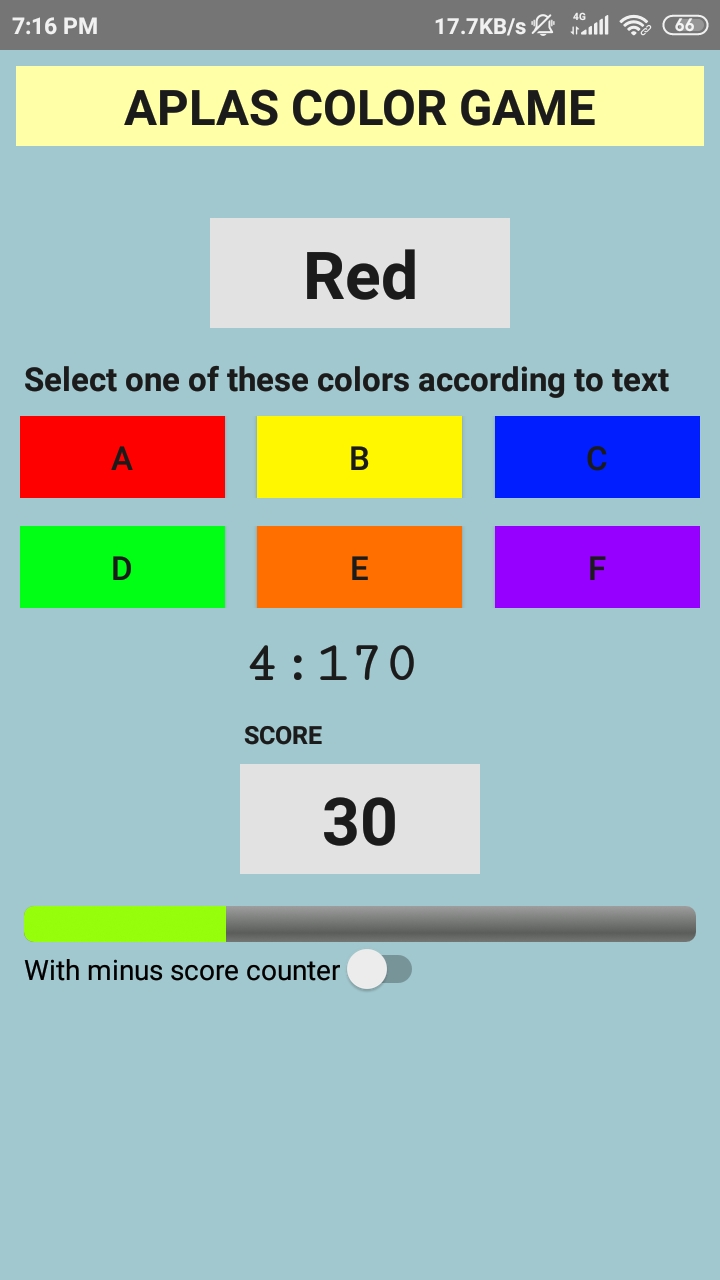 7:16 PM 17.7KB/s 4G 66
APLAS COLOR GAME
Red
Select one of these colors according to text
A B C
D E F
4:170
SCORE
30
With minus score counter